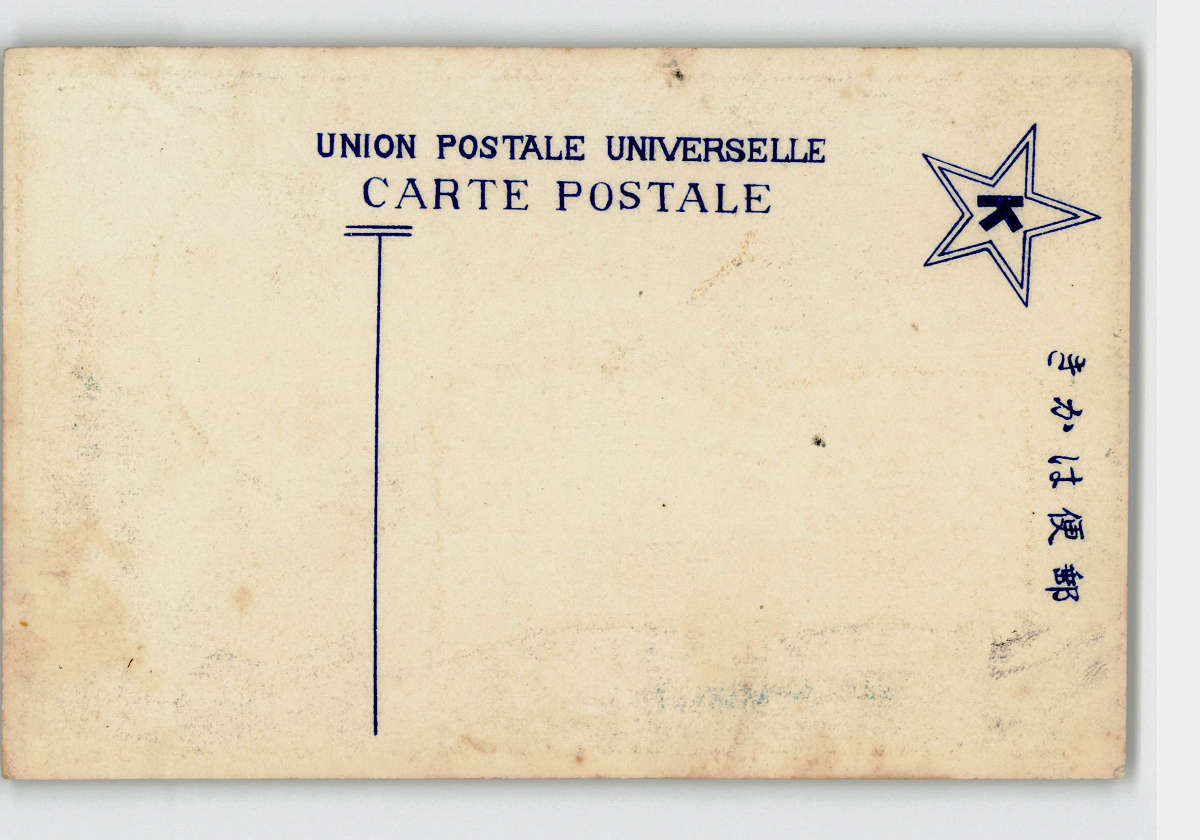 UNION POSTALE UNIVERSELLE
CARTE POSTALE
K
きかは便郵